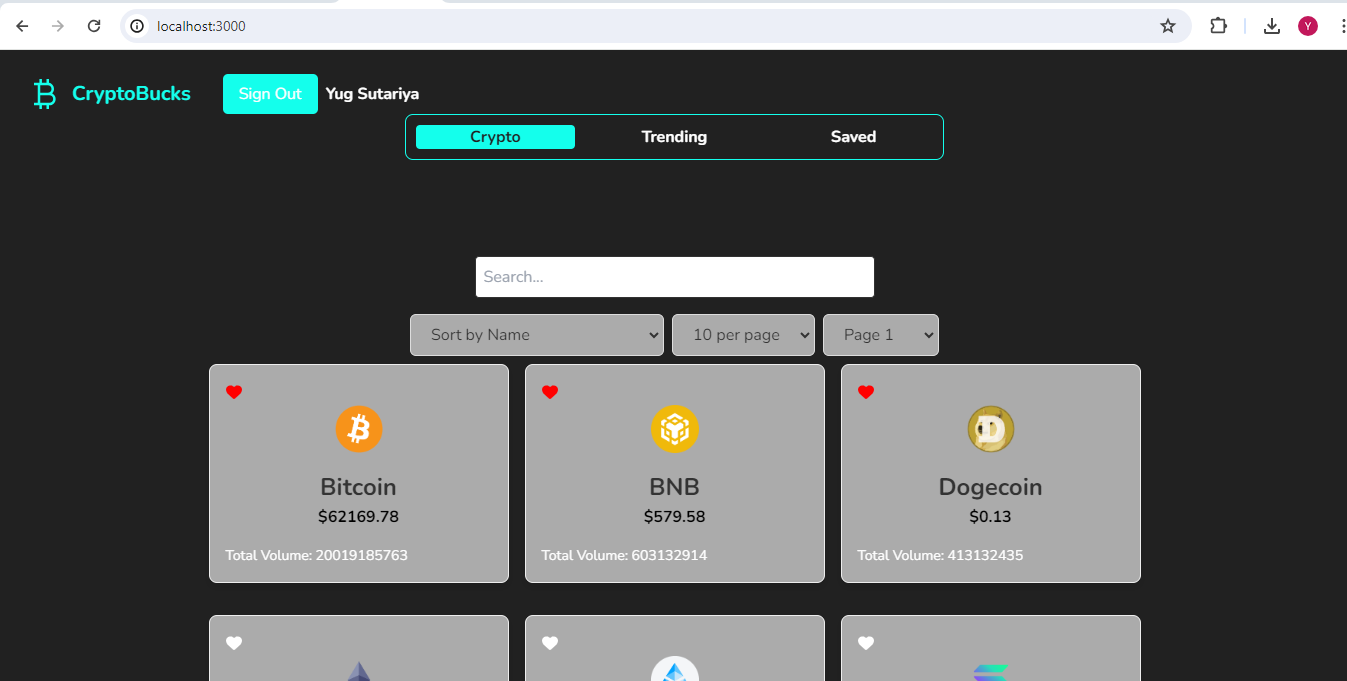 localhost:3000
Y
CryptoBucks Sign Out Yug Sutariya
Crypto Trending Saved
Search...
Sort by Name 10 per page Page 1
Bitcoin BNB Dogecoin
$62169.78 $579.58 $0.13
Total Volume: 20019185763 Total Volume: 603132914 Total Volume: 413132435